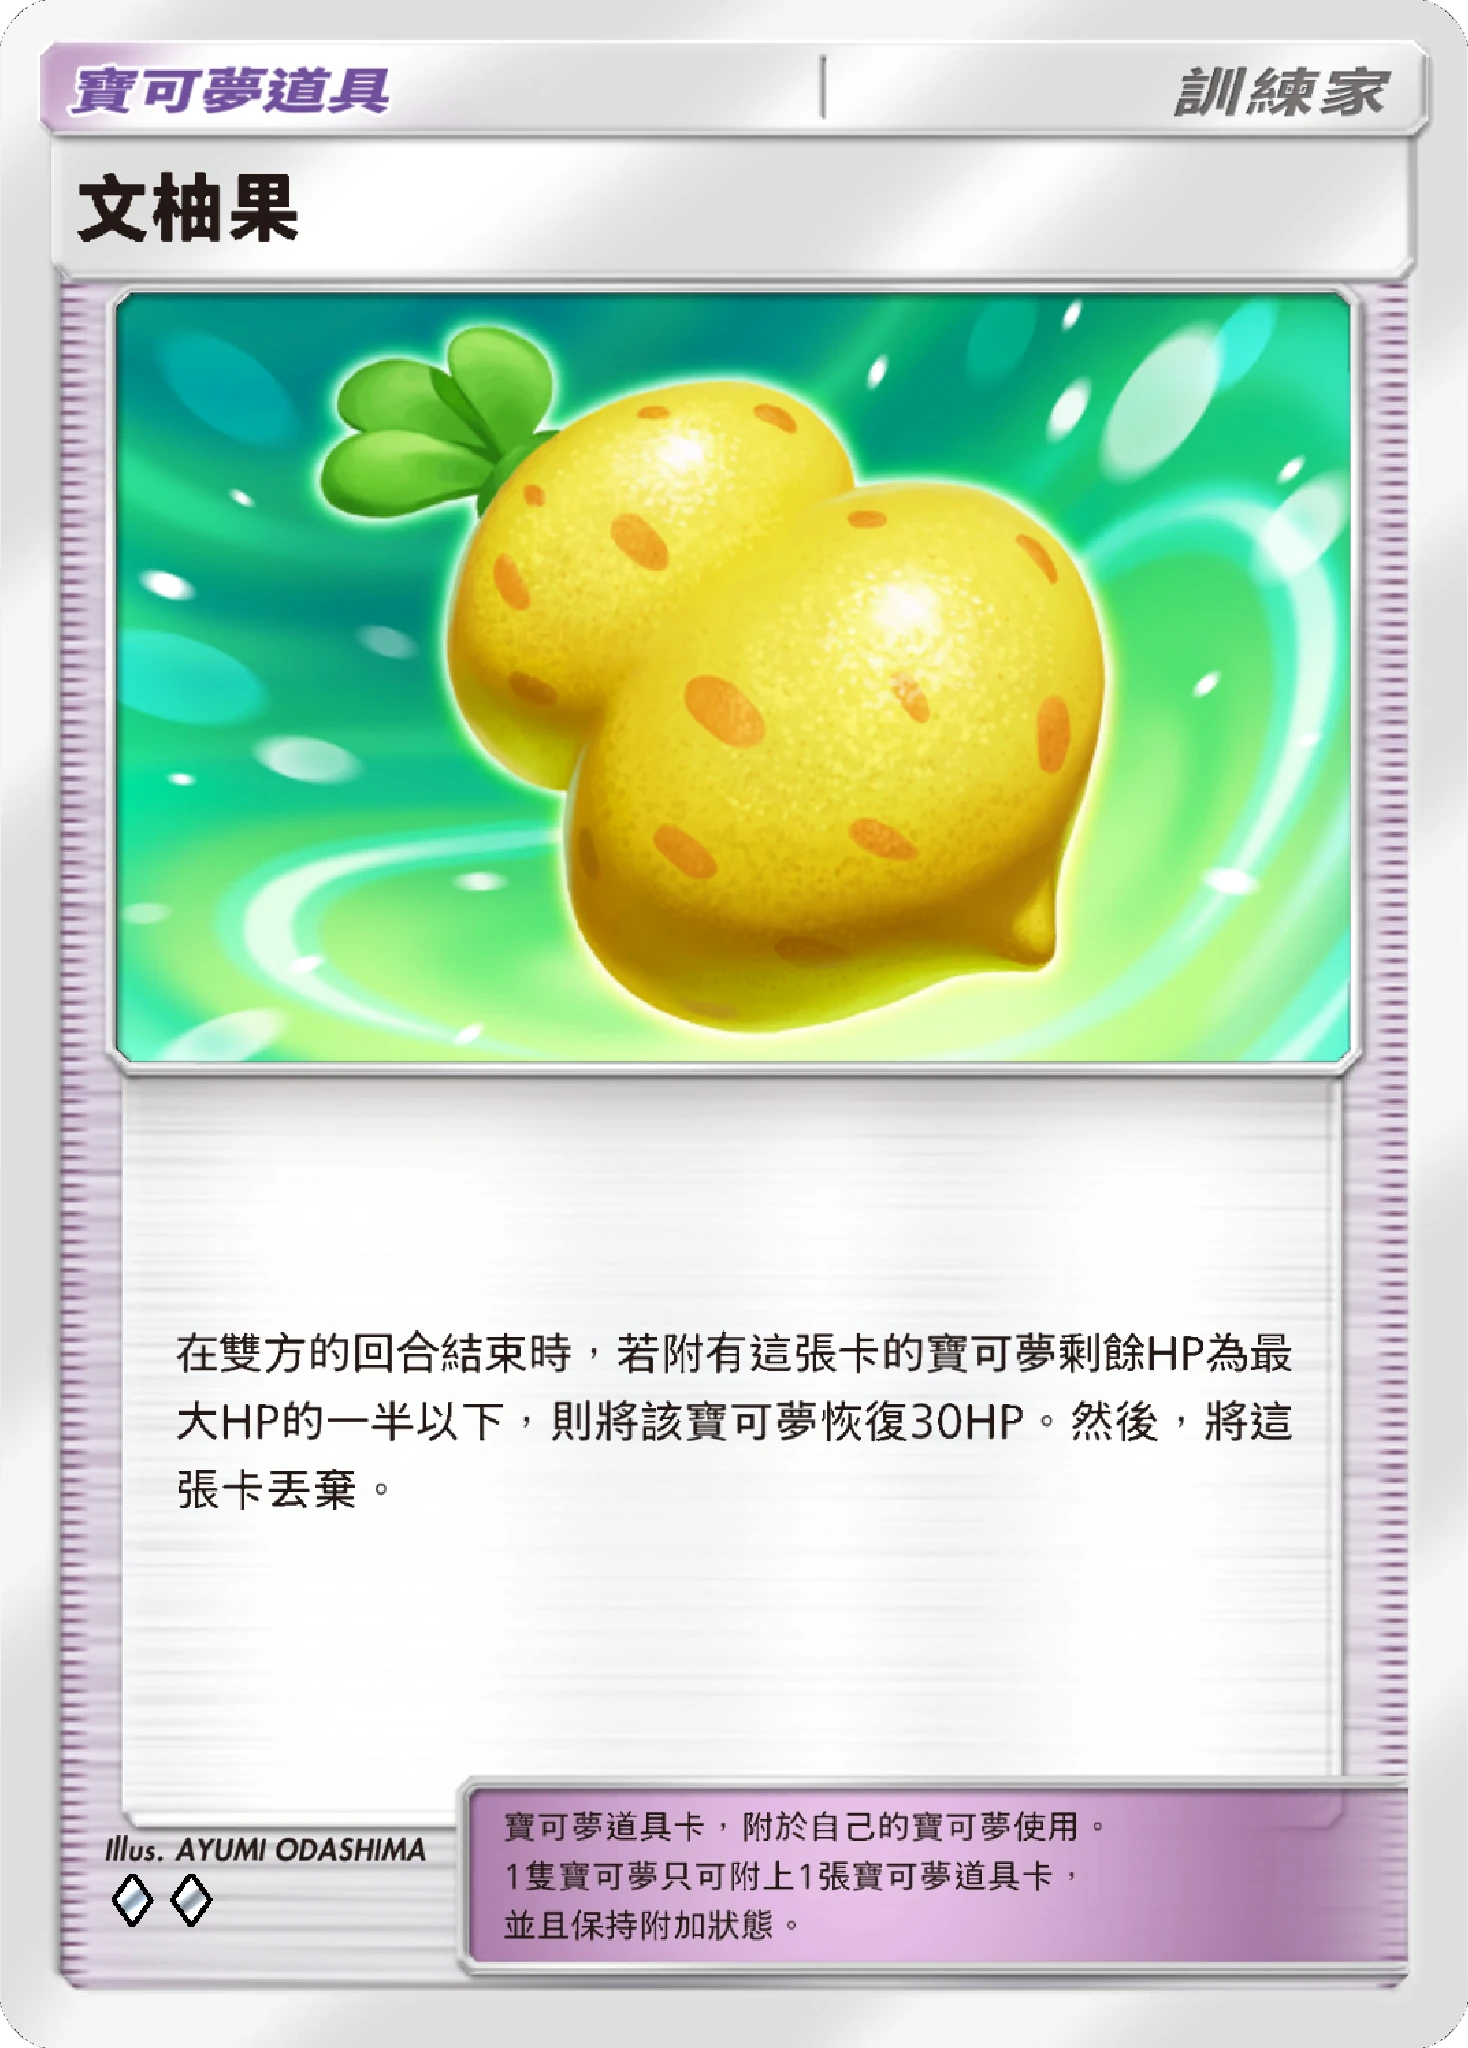 寶可夢道具
訓練家
文柚果
在雙方的回合結束時，若附有這張卡的寶可夢剩餘HP為最
大HP的一半以下，則將該寶可夢恢復30HP。然後，將這
張卡丟棄。
Illus. AYUMI ODASHIMA
寶可夢道具卡，附於自己的寶可夢使用。
1隻寶可夢只可附上1張寶可夢道具卡，
並且保持附加狀態。